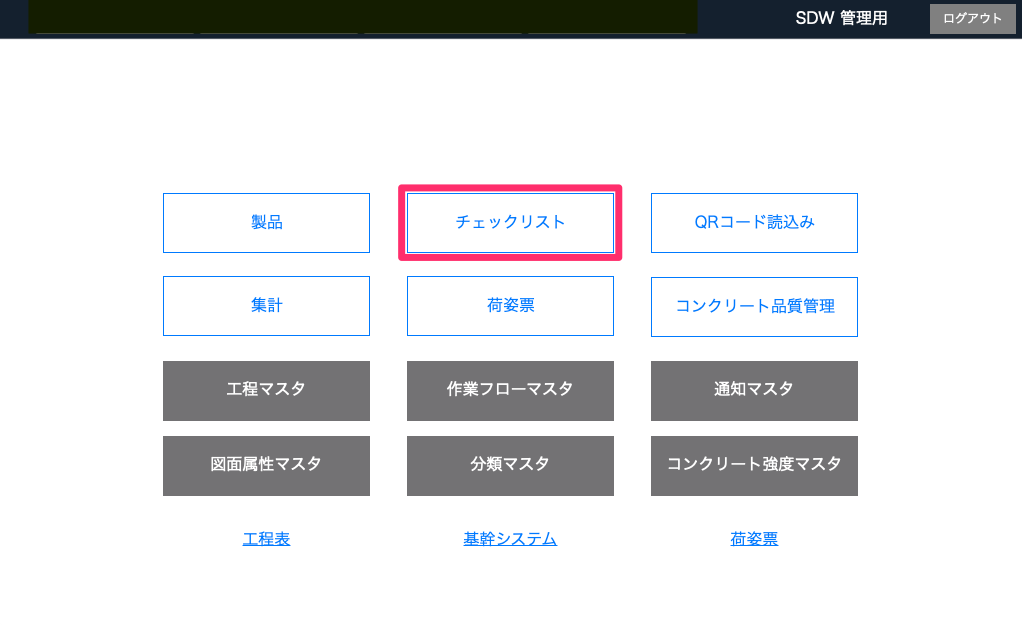 SDW 管理用
ログアウト
製品
チェックリスト
QRコード読込み
集計
荷姿票
コンクリート品質管理
工程マスタ
作業フローマスタ
通知マスタ
図面属性マスタ
分類マスタ
コンクリート強度マスタ
工程表
基幹システム
荷姿票